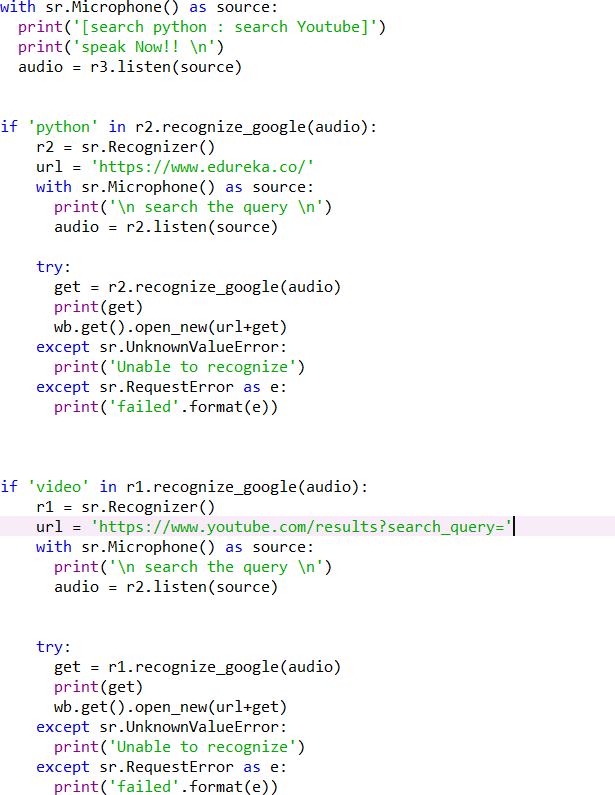 with sr.Microphone() as source:
  print('[search python : search Youtube]')
  print('speak Now!! \n')
  audio = r3.listen(source)
if 'python' in r2.recognize_google(audio):
    r2 = sr.Recognizer()
    url = 'https://www.edureka.co/'
    with sr.Microphone() as source:
      print('\n search the query \n')
      audio = r2.listen(source)
    try:
      get = r2.recognize_google(audio)
      print(get)
      wb.get().open_new(url+get)
    except sr.UnknownValueError:
      print('Unable to recognize')
    except sr.RequestError as e:
      print('failed'.format(e))
if 'video' in r1.recognize_google(audio):
    r1 = sr.Recognizer()
    url = 'https://www.youtube.com/results?search_query='
    with sr.Microphone() as source:
      print('\n search the query \n')
      audio = r2.listen(source)
    try:
      get = r1.recognize_google(audio)
      print(get)
      wb.get().open_new(url+get)
    except sr.UnknownValueError:
      print('Unable to recognize')
    except sr.RequestError as e:
      print('failed'.format(e))